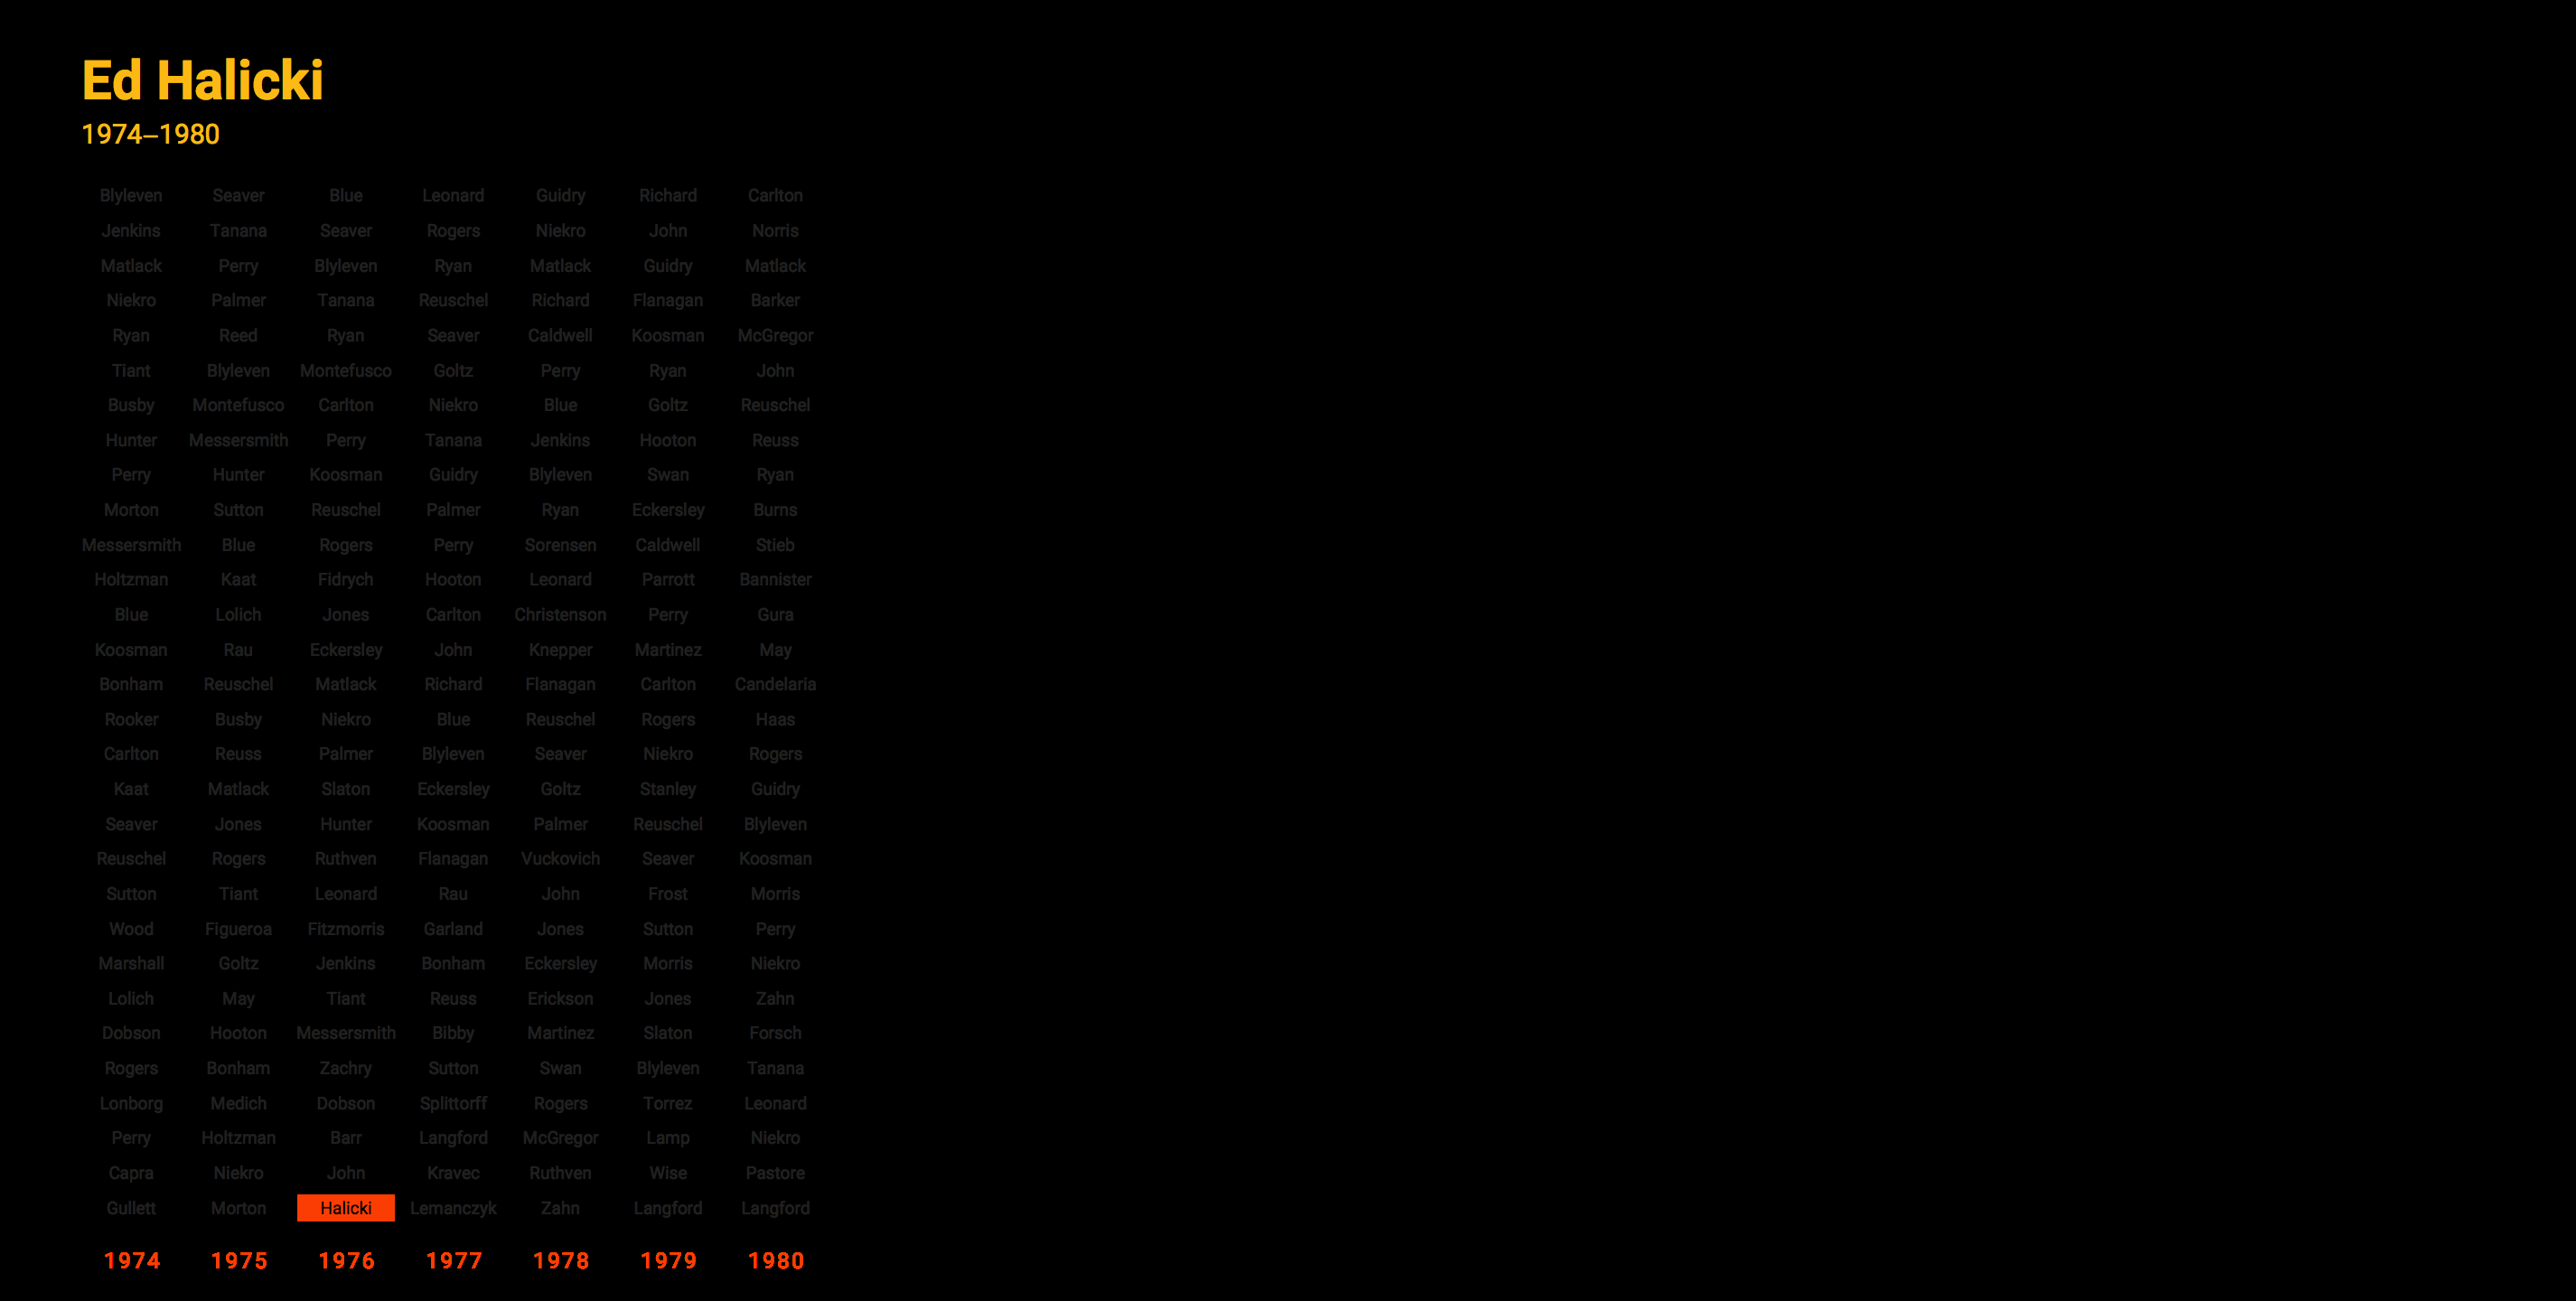 Ed Halicki
1974–1980
Blyleven Seaver Blue Leonard Guidry Richard Carlton
Jenkins Tanana Seaver Rogers Niekro John Norris
Matlack Perry Blyleven Ryan Matlack Guidry Matlack
Niekro Palmer Tanana Reuschel Richard Flanagan Barker
Ryan Reed Ryan Seaver Caldwell Koosman McGregor
Tiant Blyleven Montefusco Goltz Perry Ryan John
Busby Montefusco Carlton Niekro Blue Goltz Reuschel
Hunter Messersmith Perry Tanana Jenkins Hooton Reuss
Perry Hunter Koosman Guidry Blyleven Swan Ryan
Morton Sutton Reuschel Palmer Ryan Eckersley Burns
Messersmith Blue Rogers Perry Sorensen Caldwell Stieb
Holtzman Kaat Fidrych Hooton Leonard Parrott Bannister
Blue Lolich Jones Carlton Christenson Perry Gura
Koosman Rau Eckersley John Knepper Martinez May
Bonham Reuschel Matlack Richard Flanagan Carlton Candelaria
Rooker Busby Niekro Blue Reuschel Rogers Haas
Carlton Reuss Palmer Blyleven Seaver Niekro Rogers
Kaat Matlack Slaton Eckersley Goltz Stanley Guidry
Seaver Jones Hunter Koosman Palmer Reuschel Blyleven
Reuschel Rogers Ruthven Flanagan Vuckovich Seaver Koosman
Sutton Tiant Leonard Rau John Frost Morris
Wood Figueroa Fitzmorris Garland Jones Sutton Perry
Marshall Goltz Jenkins Bonham Eckersley Morris Niekro
Lolich May Tiant Reuss Erickson Jones Zahn
Dobson Hooton Messersmith Bibby Martinez Slaton Forsch
Rogers Bonham Zachry Sutton Swan Blyleven Tanana
Lonborg Medich Dobson Splittorff Rogers Torrez Leonard
Perry Holtzman Barr Langford McGregor Lamp Niekro
Capra Niekro John Kravec Ruthven Wise Pastore
Gullett Morton Halicki Lemanczyk Zahn Langford Langford
1974 1975 1976 1977 1978 1979 1980